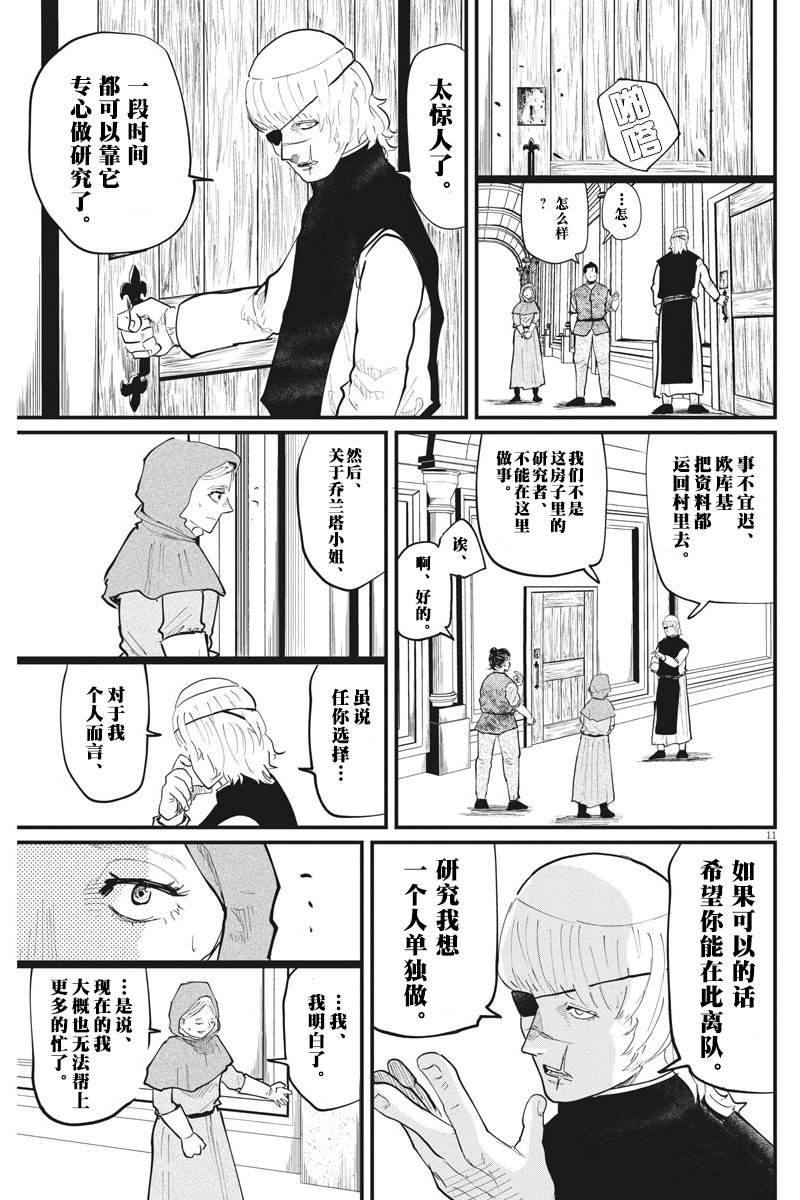 啪
嗒
…怎、
怎么样
?
太惊人了。
一段时间
都可以靠它
专心做研究了。
事不宜迟、
欧库基
把资料都
运回村里去。
我们不是
这房子里的
研究者、
不能在这里
做事。
诶、
啊、好的。
然后、
关于乔兰塔小姐、
虽说
任你选择…
对于我
个人而言、
11
如果可以的话
希望你能在此离队。
研究我想
一个人单独做。
…我、
我明白了。
…是说、
现在的我
大概也无法帮上
更多的忙了。